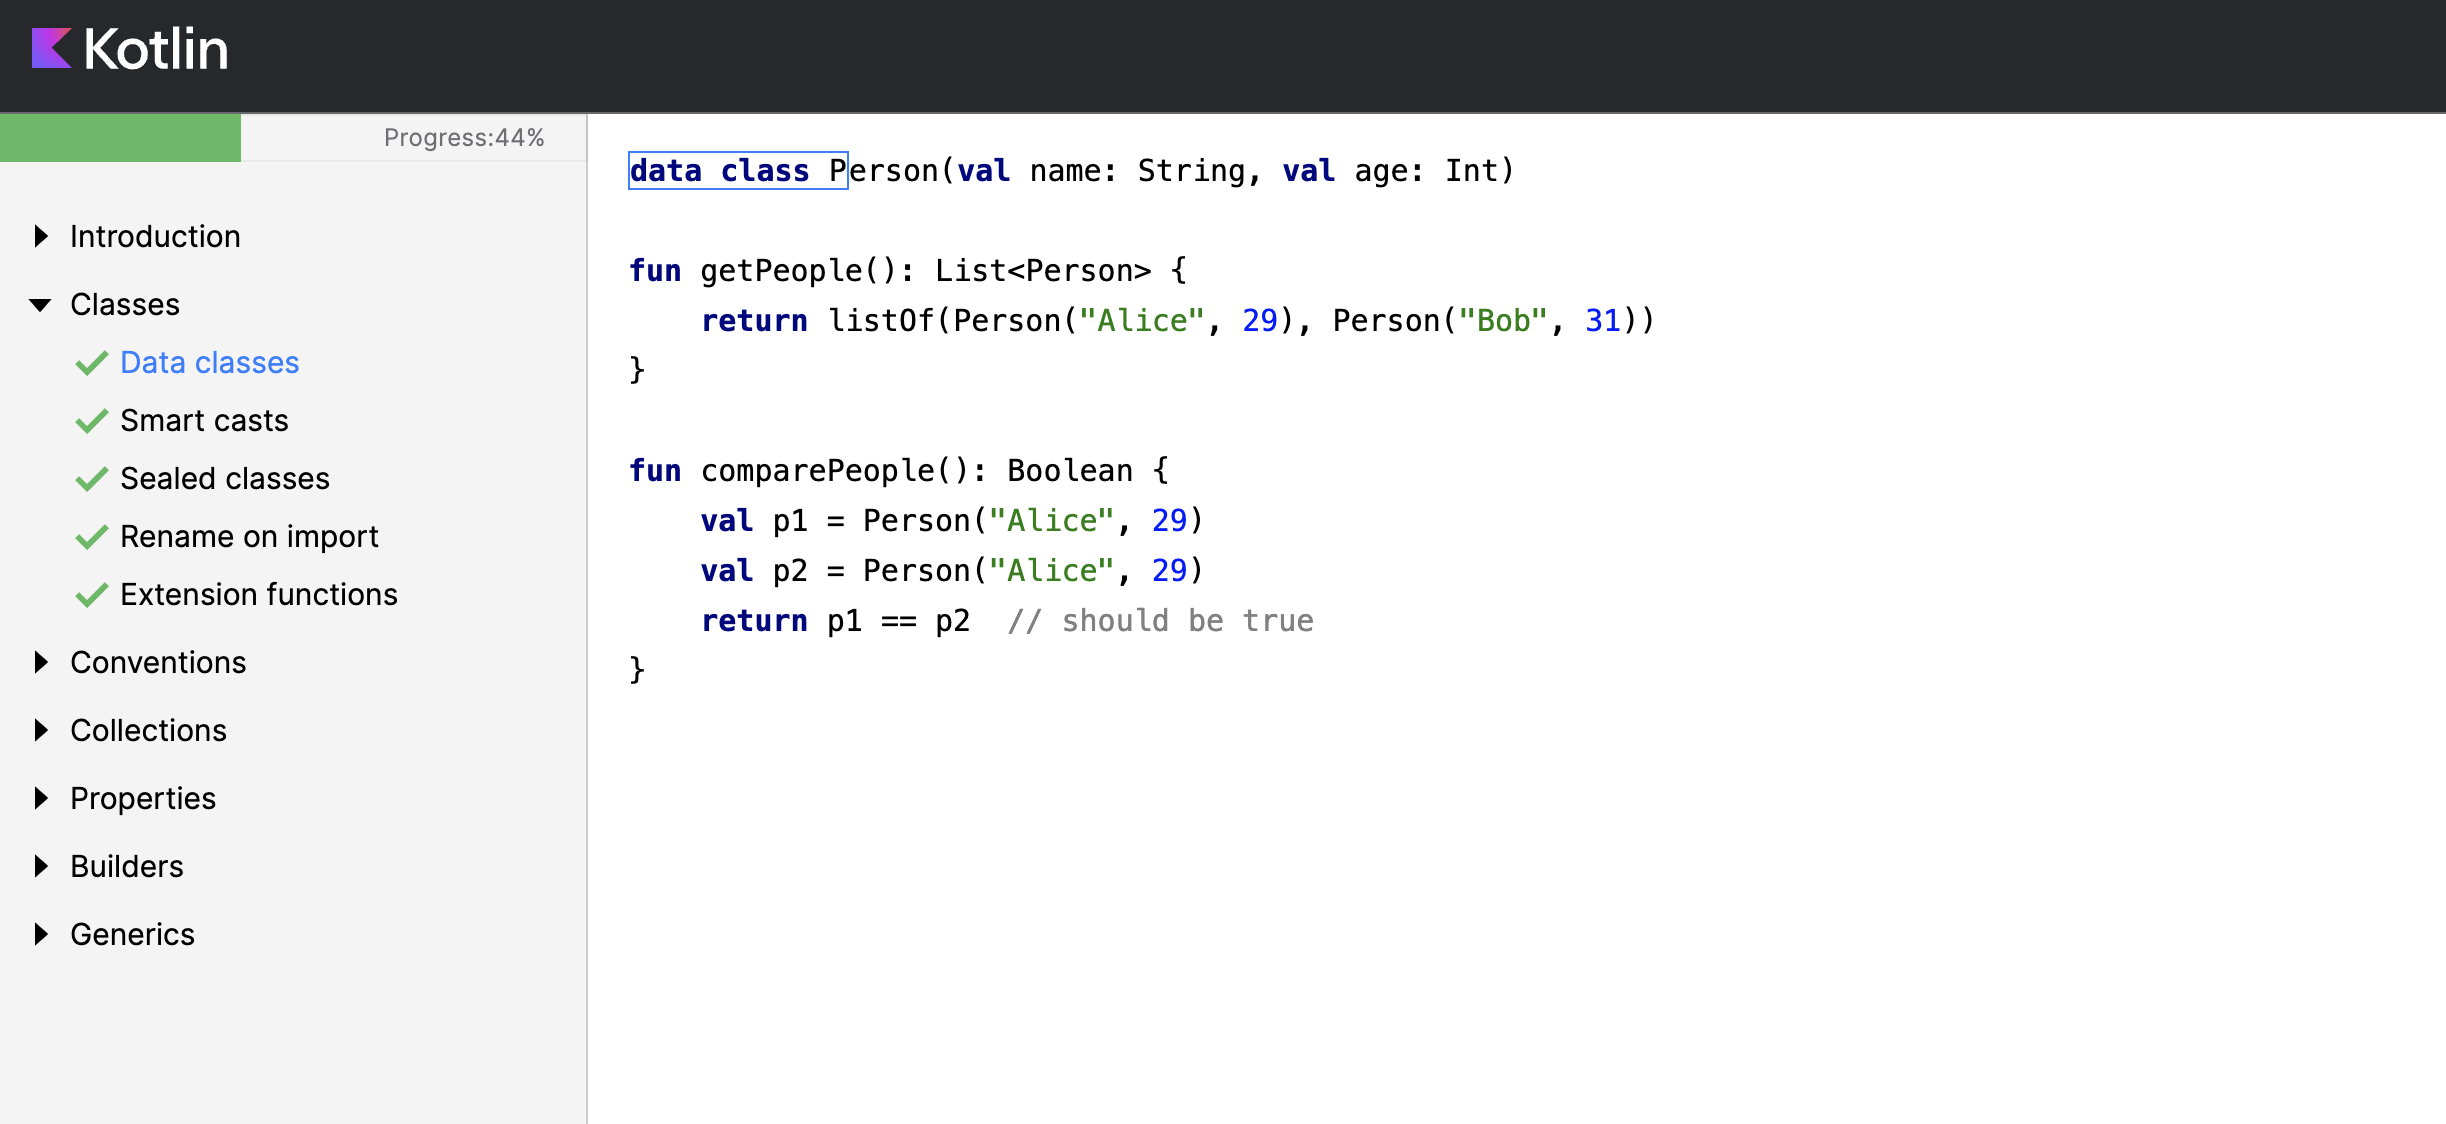 Kotlin
Progress:44%
Introduction
Classes
Data classes
Smart casts
Sealed classes
Rename on import
Extension functions
Conventions
Collections
Properties
Builders
Generics
data class Person(val name: String, val age: Int)
fun getPeople(): List<Person> {
    return listOf(Person("Alice", 29), Person("Bob", 31))
}
fun comparePeople(): Boolean {
    val p1 = Person("Alice", 29)
    val p2 = Person("Alice", 29)
    return p1 == p2  // should be true
}